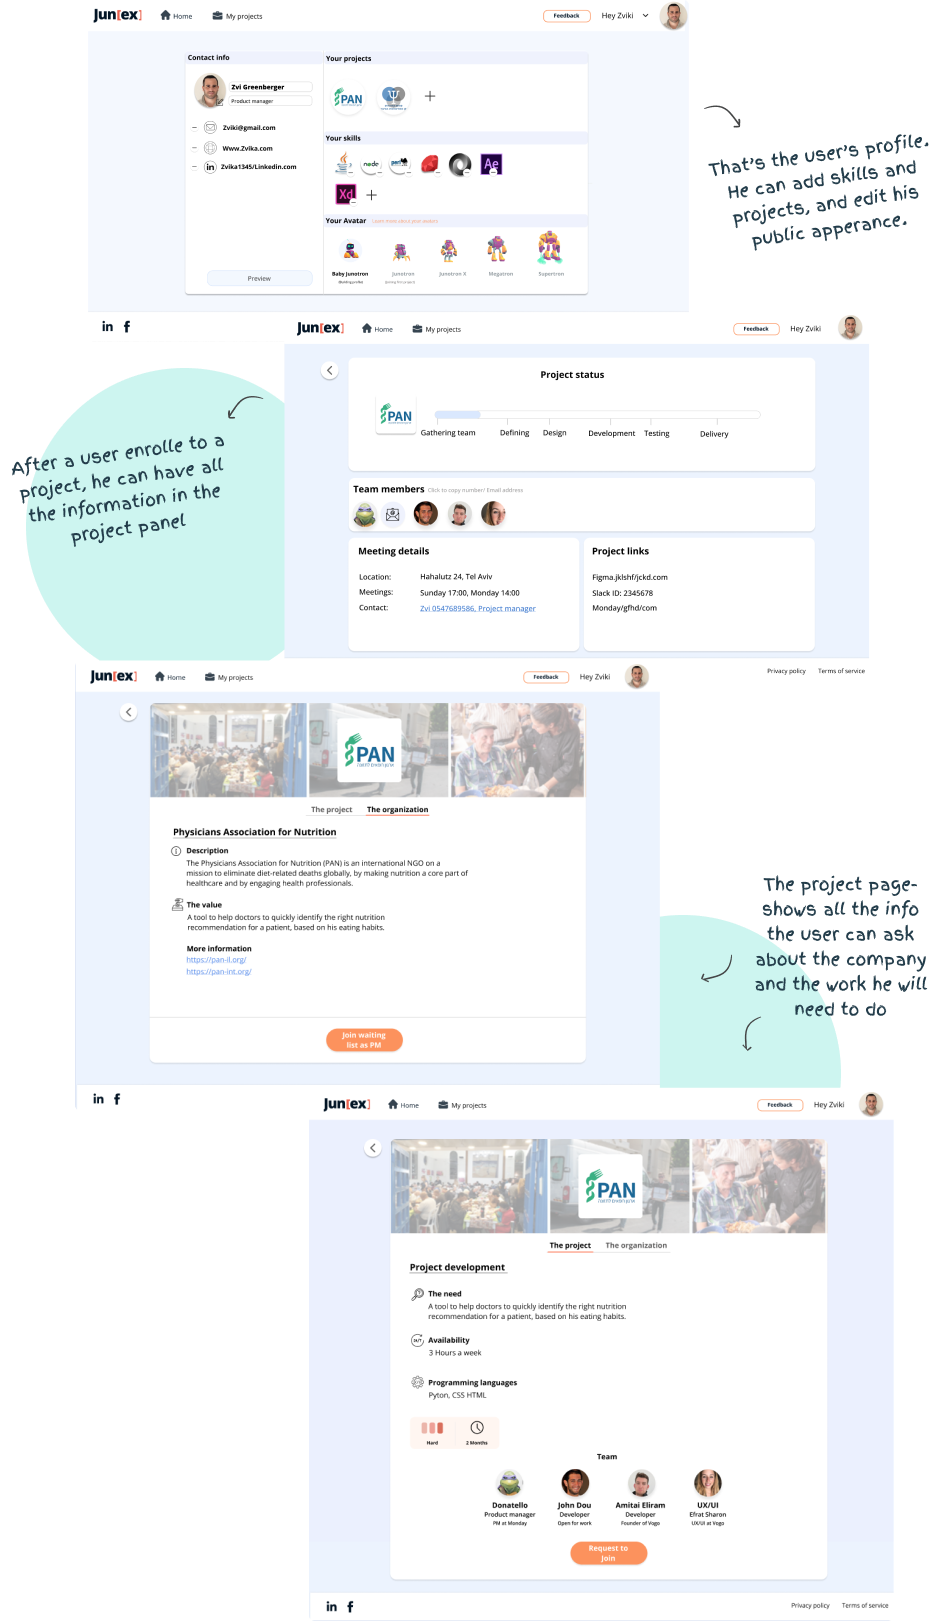 Jun[ex]
Home
My projects
Feedback
Hey Zviki
Contact info
Zvi Greenberger
Product manager
Zviki@gmail.com
Www.Zvika.com
in Zvika1345/Linkedin.com
Preview
Your projects
PAN
Your skills
Java
node
Ae
Xd
Your Avatar Learn more about your avatars
Baby Junotron
Junotron
Junotron X
Megatron
Supertron
That's the user's profile.
He can add skills and
projects, and edit his
public apperance.
in f
Jun[ex]
Home
My projects
Feedback
Hey Zviki
After a user enrolle to a
project, he can have all
the information in the
project panel
Project status
PAN
Gathering team
Defining
Design
Development
Testing
Delivery
Team members Click to copy number/ Email address
Meeting details
Location: Hahalutz 24, Tel Aviv
Meetings: Sunday 17:00, Monday 14:00
Contact: Zvi 0547689586, Project manager
Project links
Figma.jklshf/jckd.com
Slack ID: 2345678
Monday/gfhd/com
Privacy policy Terms of service
Jun[ex]
Home
My projects
Feedback
Hey Zviki
PAN
ארגון רופאים לתזונה
The project The organization
Physicians Association for Nutrition
Description
The Physicians Association for Nutrition (PAN) is an international NGO on a
mission to eliminate diet-related deaths globally, by making nutrition a core part of
healthcare and by engaging health professionals.
The value
A tool to help doctors to quickly identify the right nutrition
recommendation for a patient, based on his eating habits.
More information
https://pan-il.org/
https://pan-int.org/
Join waiting
list as PM
The project page-
shows all the info
the user can ask
about the company
and the work he will
need to do
in f
Jun[ex]
Home
My projects
Feedback
Hey Zviki
PAN
ארגון רופאים לתזונה
The project The organization
Project development
The need
A tool to help doctors to quickly identify the right nutrition
recommendation for a patient, based on his eating habits.
24/7
Availability
3 Hours a week
Programming languages
Pyton, CSS HTML
Hard
2 Months
Team
Donatello
Product manager
PM at Monday
John Dou
Developer
Open for work
Amitai Eliram
Developer
Founder of Vogo
UX/UI
Efrat Sharon
UX/UI at Vogo
Request to
Join
in f
Privacy policy Terms of service